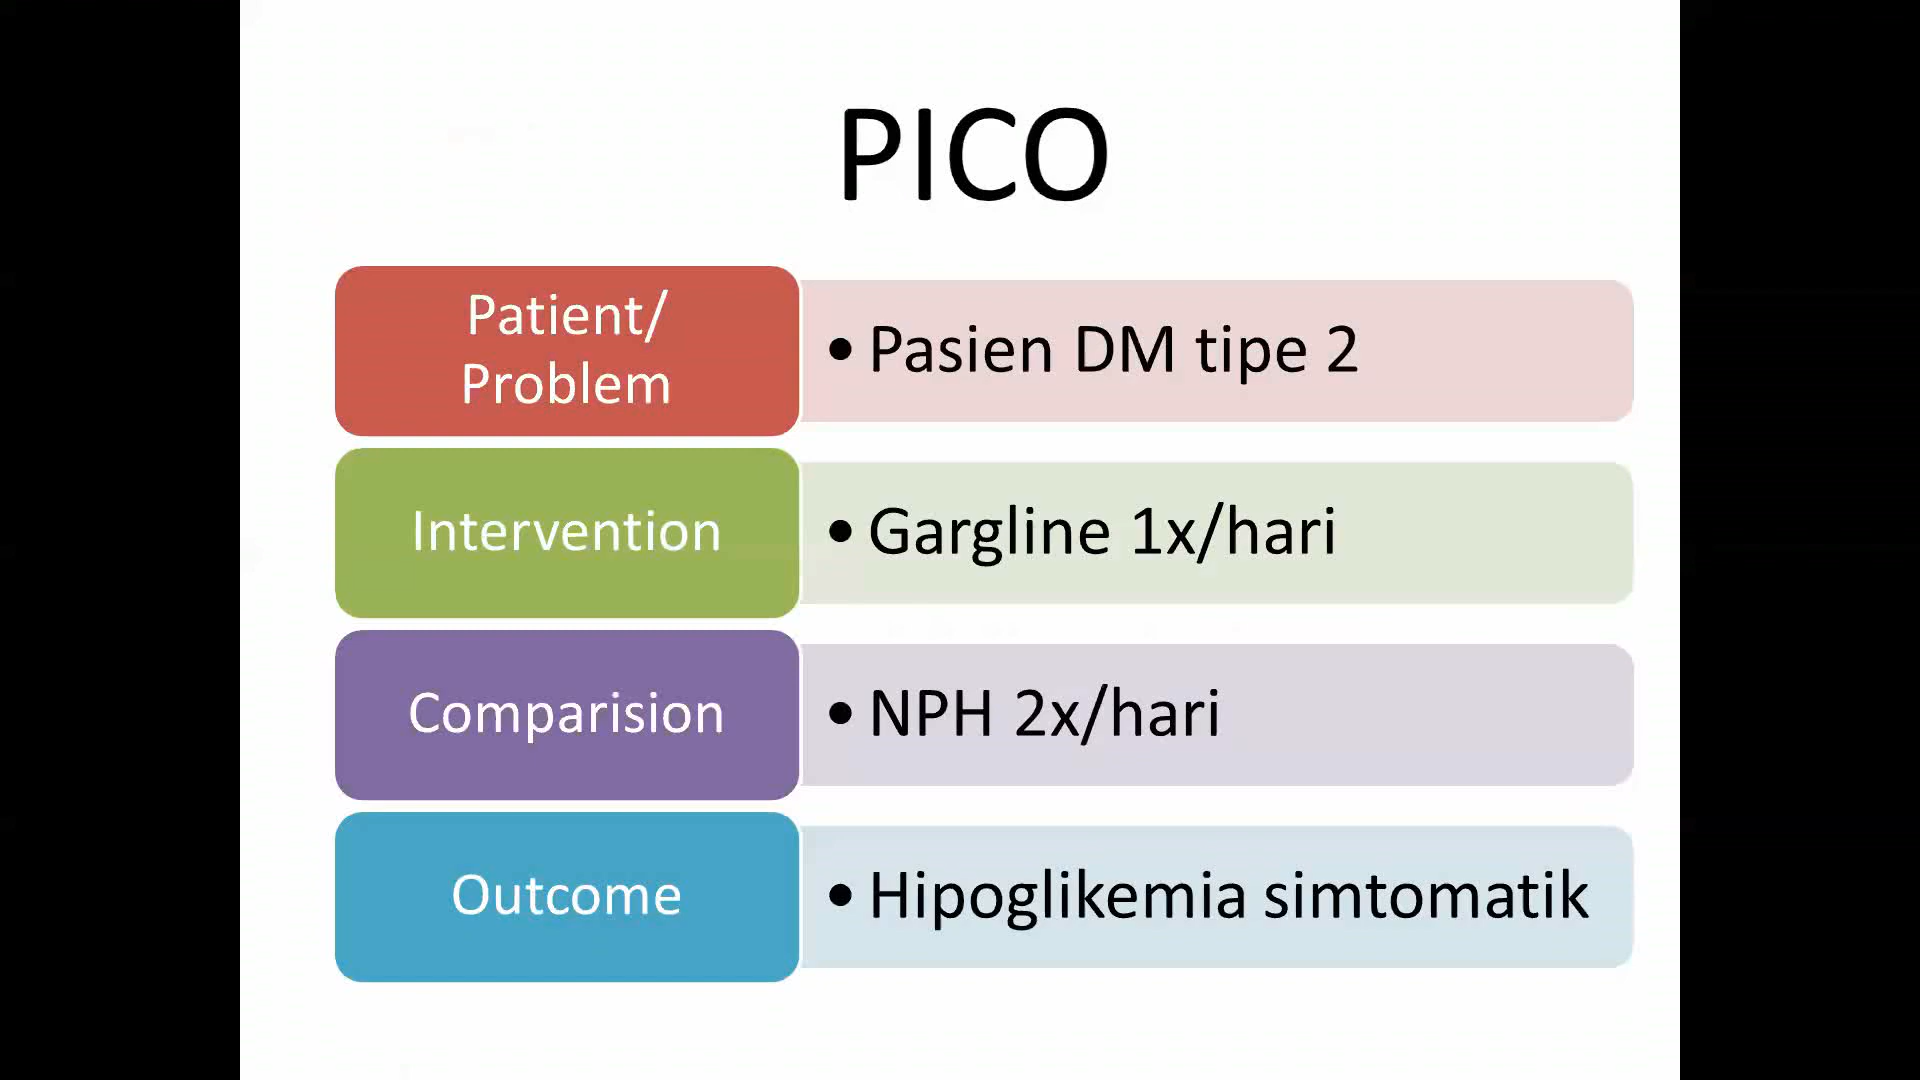 PICO
Patient/
Problem
• Pasien DM tipe 2
Intervention
• Gargline 1x/hari
Comparision
• NPH 2x/hari
Outcome
• Hipoglikemia simtomatik